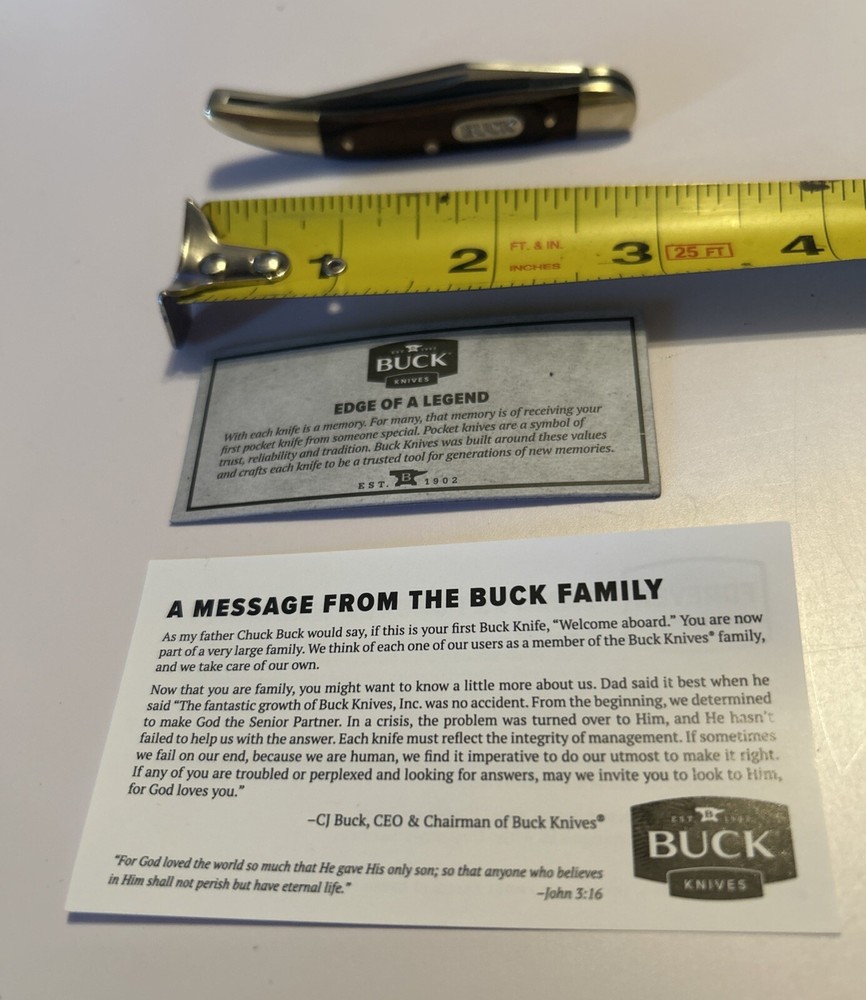 BUCK
1 2 FT. & IN. 3 25 FT 4
INCHES
EST 1902
BUCK
KNIVES
EDGE OF A LEGEND
With each knife is a memory. For many, that memory is of receiving your
first pocket knife from someone special. Pocket knives are a symbol of
trust, reliability and tradition. Buck Knives was built around these values
and crafts each knife to be a trusted tool for generations of new memories.
EST. B 1902
A MESSAGE FROM THE BUCK FAMILY
As my father Chuck Buck would say, if this is your first Buck Knife, “Welcome aboard.” You are now
part of a very large family. We think of each one of our users as a member of the Buck Knives® family,
and we take care of our own.
Now that you are family, you might want to know a little more about us. Dad said it best when he
said “The fantastic growth of Buck Knives, Inc. was no accident. From the beginning, we determined
to make God the Senior Partner. In a crisis, the problem was turned over to Him, and He hasn't
failed to help us with the answer. Each knife must reflect the integrity of management. If sometimes
we fail on our end, because we are human, we find it imperative to do our utmost to make it right.
If any of you are troubled or perplexed and looking for answers, may we invite you to look to Him,
for God loves you.”
–CJ Buck, CEO & Chairman of Buck Knives®
“For God loved the world so much that He gave His only son; so that anyone who believes
in Him shall not perish but have eternal life.”
–John 3:16
EST B 1902
BUCK
KNIVES